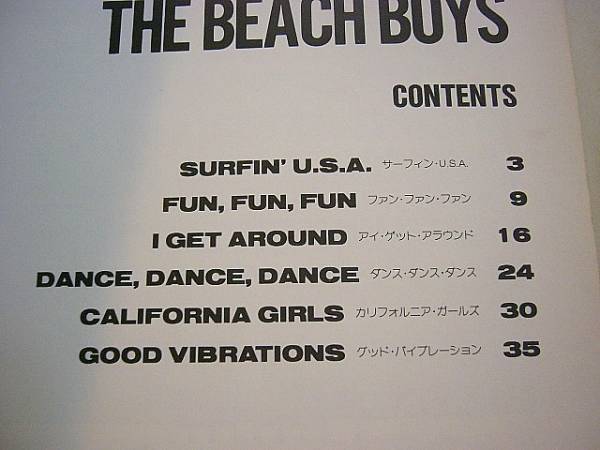 THE BEACH BOYS
CONTENTS
SURFIN' U.S.A. サーフィン・U.S.A. 3
FUN, FUN, FUN ファン・ファン・ファン 9
I GET AROUND アイ・ゲット・アラウンド 16
DANCE, DANCE, DANCE ダンス・ダンス・ダンス 24
CALIFORNIA GIRLS カリフォルニア・ガールズ 30
GOOD VIBRATIONS グッド・バイブレーション 35